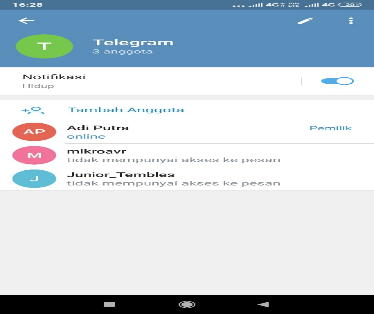 16:28
T
Telegram
3 anggota
Notifikasi
Hidup
Tambah Anggota
AP
Adi Putra
Pemilik
online
M
mikroavr
tidak mempunyai akses ke pesan
J
Junior_Tembles
tidak mempunyai akses ke pesan